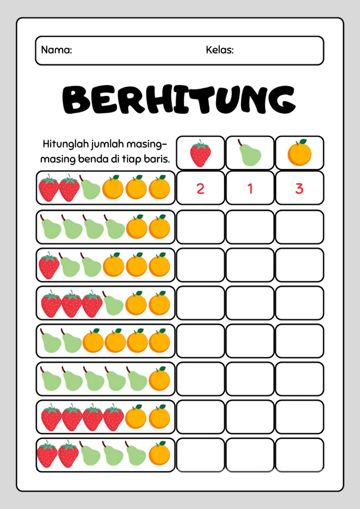 Nama: Kelas:
BERHITUNG
Hitunglah jumlah masing-
masing benda di tiap baris.
2 1 3